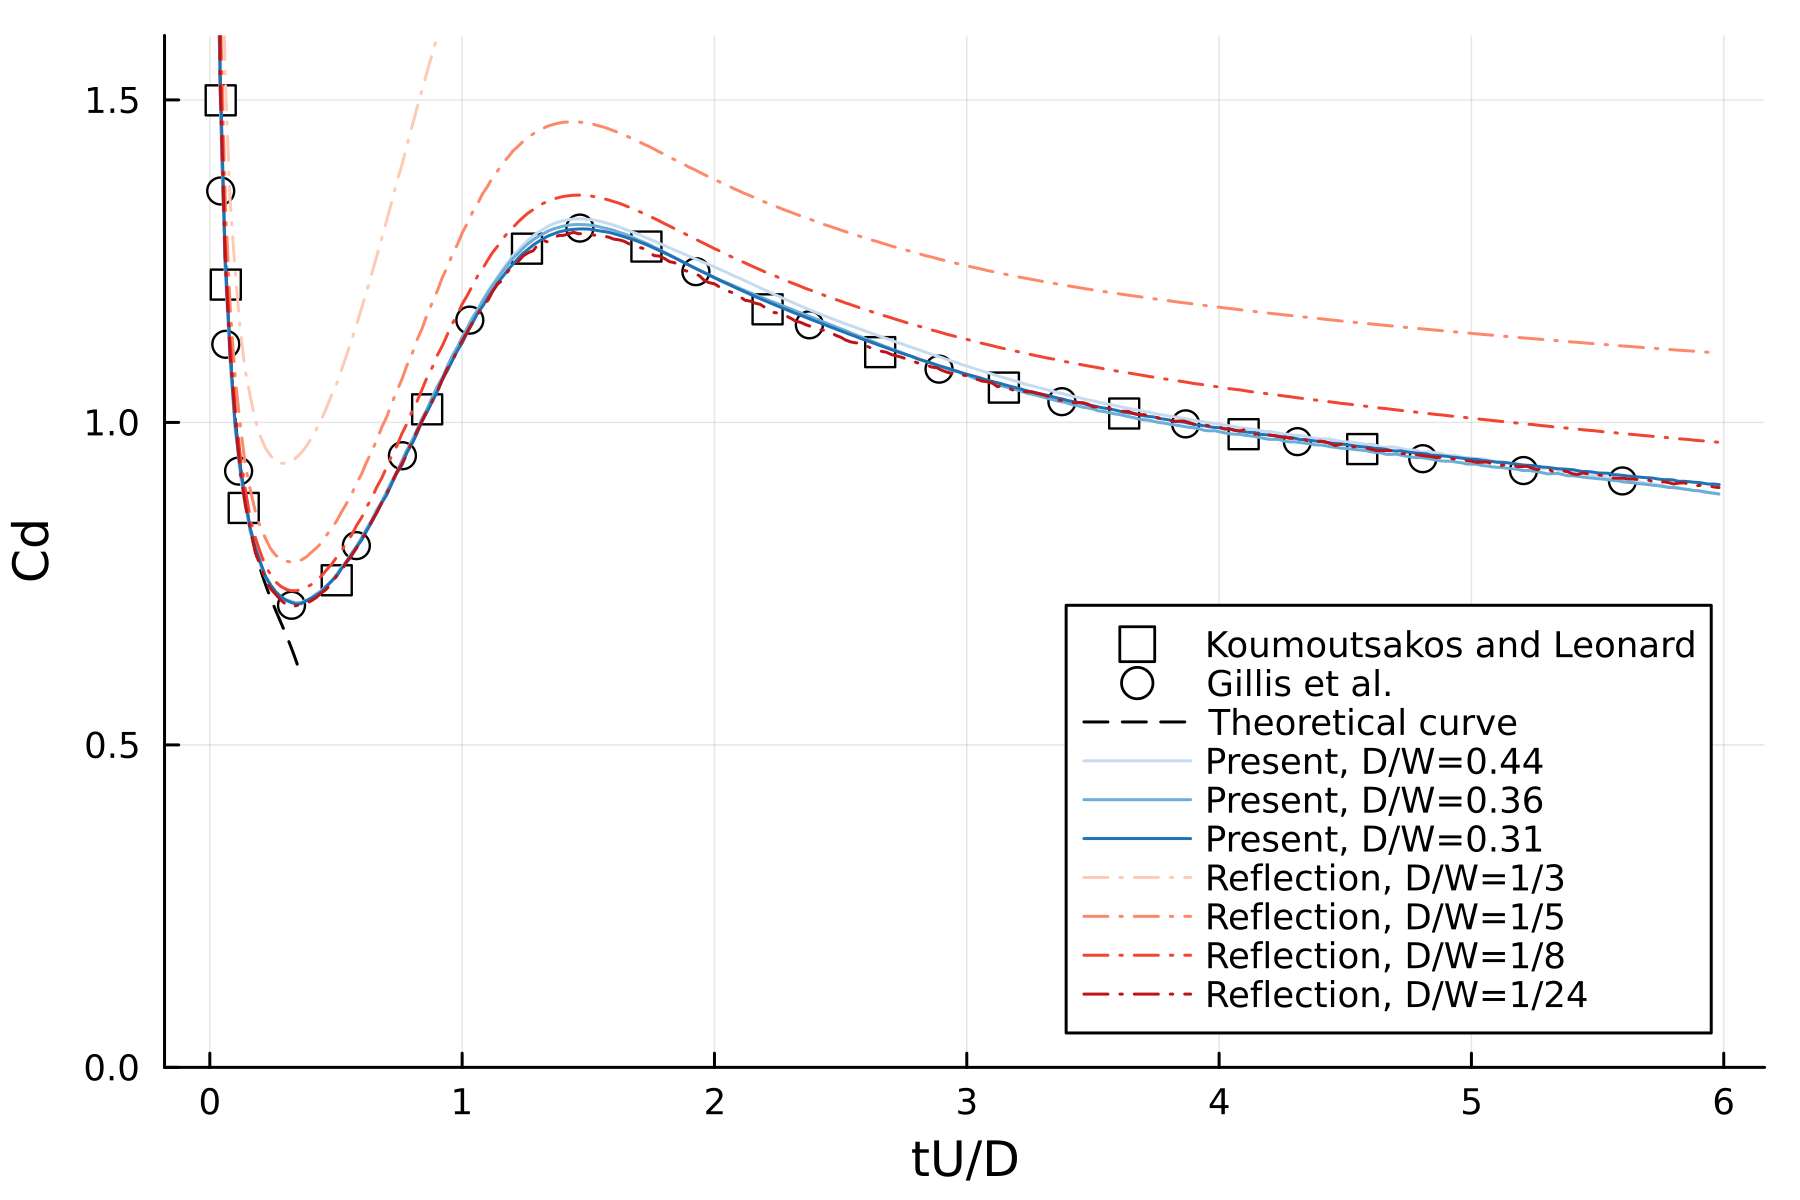 1.5
1.0
0.5
0.0
Cd
0 1 2 3 4 5 6
tU/D
Koumoutsakos and Leonard
Gillis et al.
Theoretical curve
Present, D/W=0.44
Present, D/W=0.36
Present, D/W=0.31
Reflection, D/W=1/3
Reflection, D/W=1/5
Reflection, D/W=1/8
Reflection, D/W=1/24